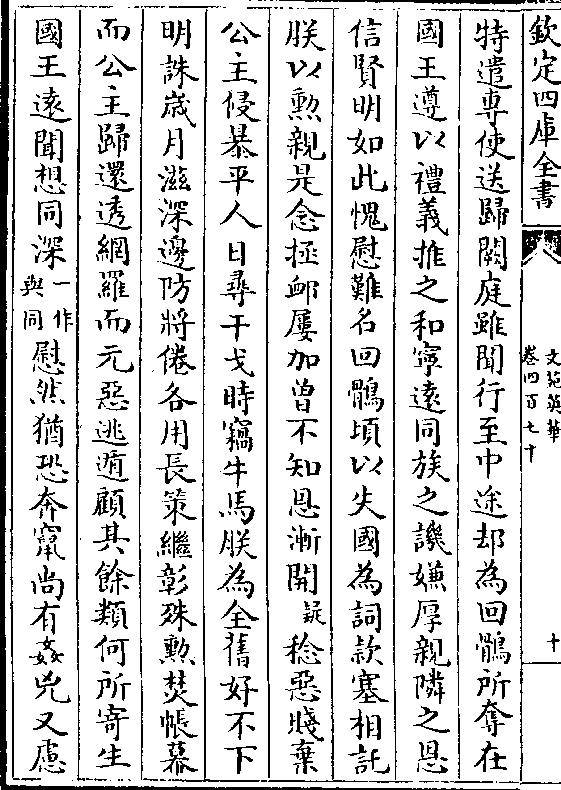 欽定四庫全書
文苑英華
卷四百七十
十
特遣專使送歸闕庭雖聞行至中途却為回鶻所奪在
國王遵以禮義推之和寧遠同族之譏嫌厚親隣之恩
信賢明如此愧慰難名回鶻頃以失國為詞款塞相託
朕以勲親是念拯衈屢加曾不知恩漸開疑稔惡賤棄
公主侵暴平人日尋干戈時竊牛馬朕為全舊好不下
明誅歳月滋深邊防將倦各用長策繼彰殊勲焚帳幕
而公主歸還透網羅而元惡逃遁顧其餘類何所寄生
國王遠聞想同深一作與同慰然猶恐奔竄尚有姦兇又慮